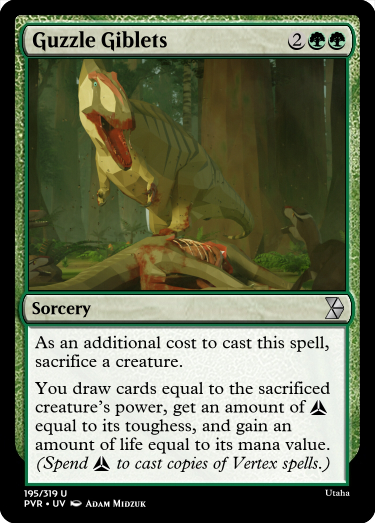 Guzzle Giblets 2
Sorcery
As an additional cost to cast this spell,
sacrifice a creature.
You draw cards equal to the sacrificed
creature's power, get an amount of
equal to its toughess, and gain an
amount of life equal to its mana value.
(Spend to cast copies of Vertex spells.)
195/319 U
PVR • UV Adam Midzuk
Utaha